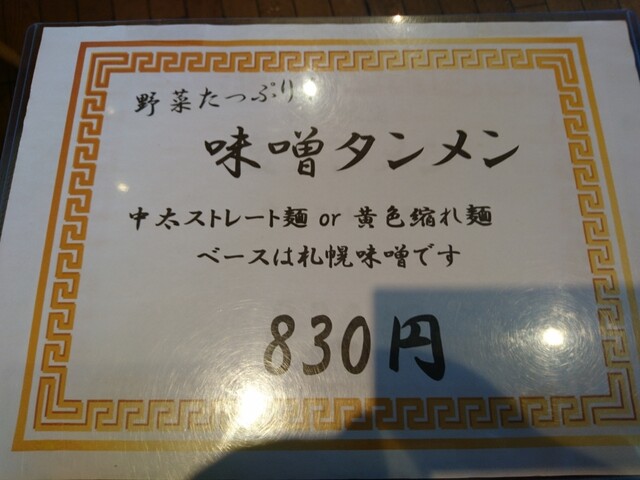 野菜たっぷり！
味噌タンメン
中太ストレート麺 or 黄色縮れ麺
ベースは札幌味噌です
830円